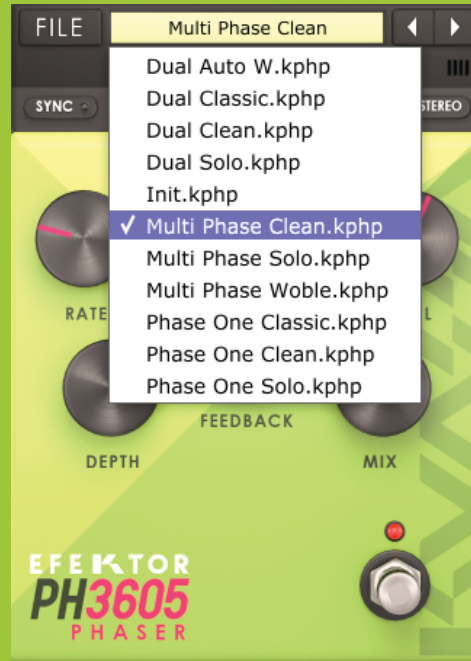 FILE
Multi Phase Clean
SYNC
STEREO
Dual Auto W.kphp
Dual Classic.kphp
Dual Clean.kphp
Dual Solo.kphp
Init.kphp
✓ Multi Phase Clean.kphp
Multi Phase Solo.kphp
Multi Phase Woble.kphp
Phase One Classic.kphp
Phase One Clean.kphp
Phase One Solo.kphp
RATE
FEEDBACK
DEPTH
MIX
EFEKTOR
PH3605
PHASER